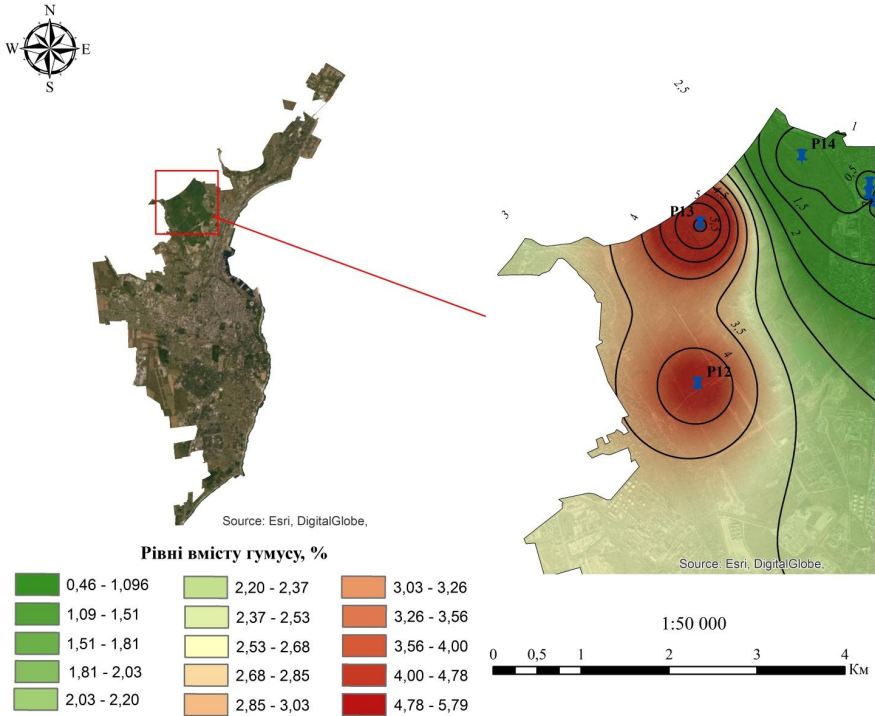 N
W E
S
2,5
1
P14
0,5
1,5
2
4,5
5
P13
5,5
3
4
3,5
4
P12
Source: Esri, DigitalGlobe,
Source: Esri, DigitalGlobe,
Рівні вмісту гумусу, %
0,46 - 1,096
1,09 - 1,51
1,51 - 1,81
1,81 - 2,03
2,03 - 2,20
2,20 - 2,37
2,37 - 2,53
2,53 - 2,68
2,68 - 2,85
2,85 - 3,03
3,03 - 3,26
3,26 - 3,56
3,56 - 4,00
4,00 - 4,78
4,78 - 5,79
1:50 000
0 0,5 1 2 3 4
Км